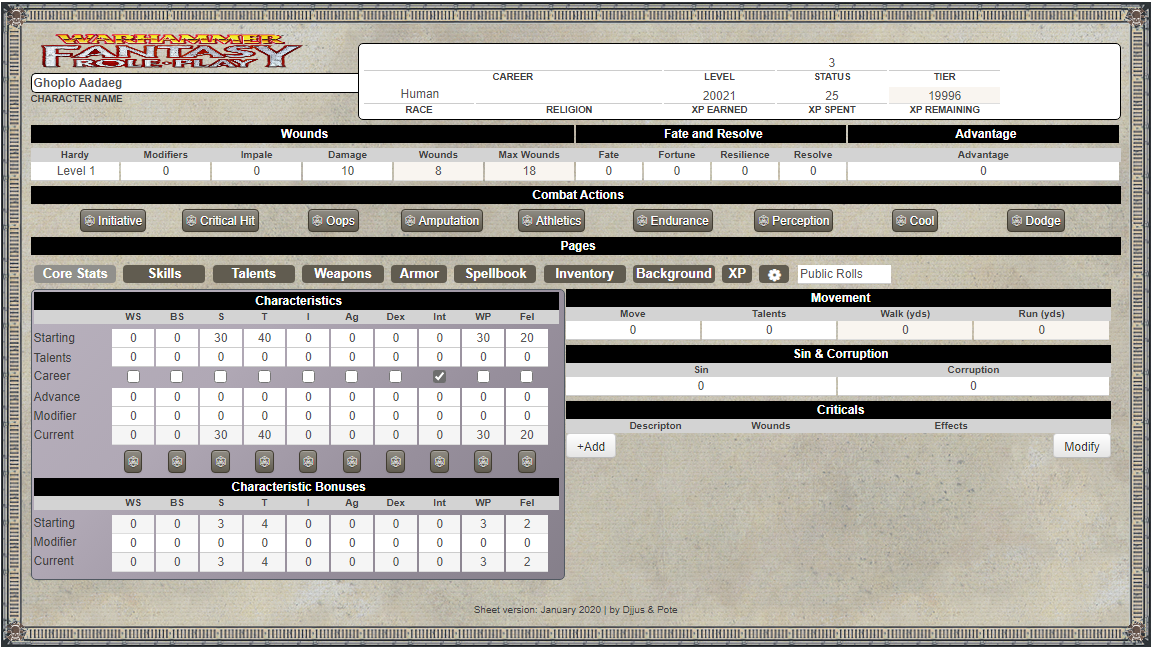 WARHAMMER
FANTASY
ROLE-PLAY
Ghoplo Aadaeg
CHARACTER NAME
3
CAREER LEVEL STATUS TIER
Human 20021 25 19996
RACE RELIGION XP EARNED XP SPENT XP REMAINING
Wounds Fate and Resolve Advantage
Hardy Modifiers Impale Damage Wounds Max Wounds Fate Fortune Resilience Resolve Advantage
Level 1 0 0 10 8 18 0 0 0 0 0
Combat Actions
Initiative Critical Hit Oops Amputation Athletics Endurance Perception Cool Dodge
Pages
Core Stats Skills Talents Weapons Armor Spellbook Inventory Background XP Public Rolls
Characteristics
WS BS S T I Ag Dex Int WP Fel
Starting 0 0 30 40 0 0 0 0 30 20
Talents 0 0 0 0 0 0 0 0 0 0
Career
Advance 0 0 0 0 0 0 0 0 0 0
Modifier 0 0 0 0 0 0 0 0 0 0
Current 0 0 30 40 0 0 0 0 30 20
Characteristic Bonuses
WS BS S T I Ag Dex Int WP Fel
Starting 0 0 3 4 0 0 0 0 3 2
Modifier 0 0 0 0 0 0 0 0 0 0
Current 0 0 3 4 0 0 0 0 3 2
Movement
Move Talents Walk (yds) Run (yds)
0 0 0 0
Sin & Corruption
Sin Corruption
0 0
Criticals
Descripton Wounds Effects
+Add Modify
Sheet version: January 2020 | by Djjus & Pote